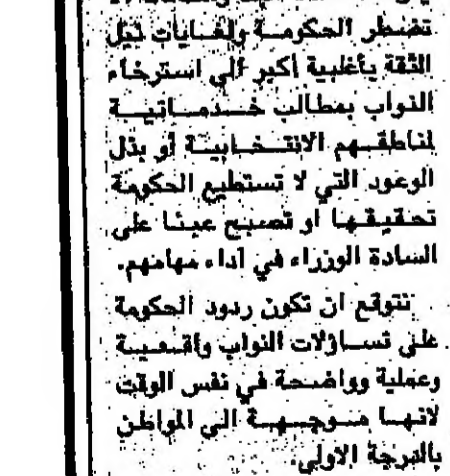 تضطر الحكومة ولغايات نيل
الثقة بأغلبية أكبر الى استرضاء
النواب بمطالب خدماتية
لمناطقهم الانتخابية أو بذل
الوعود التي لا تستطيع الحكومة
تحقيقها او تصبح عبئا على
السادة الوزراء في أداء مهامهم.
نتوقع ان تكون ردود الحكومة
على تساؤلات النواب واقعية
وعملية وواضحة في نفس الوقت
لانها موجهة الى المواطن
بالدرجة الاولى.